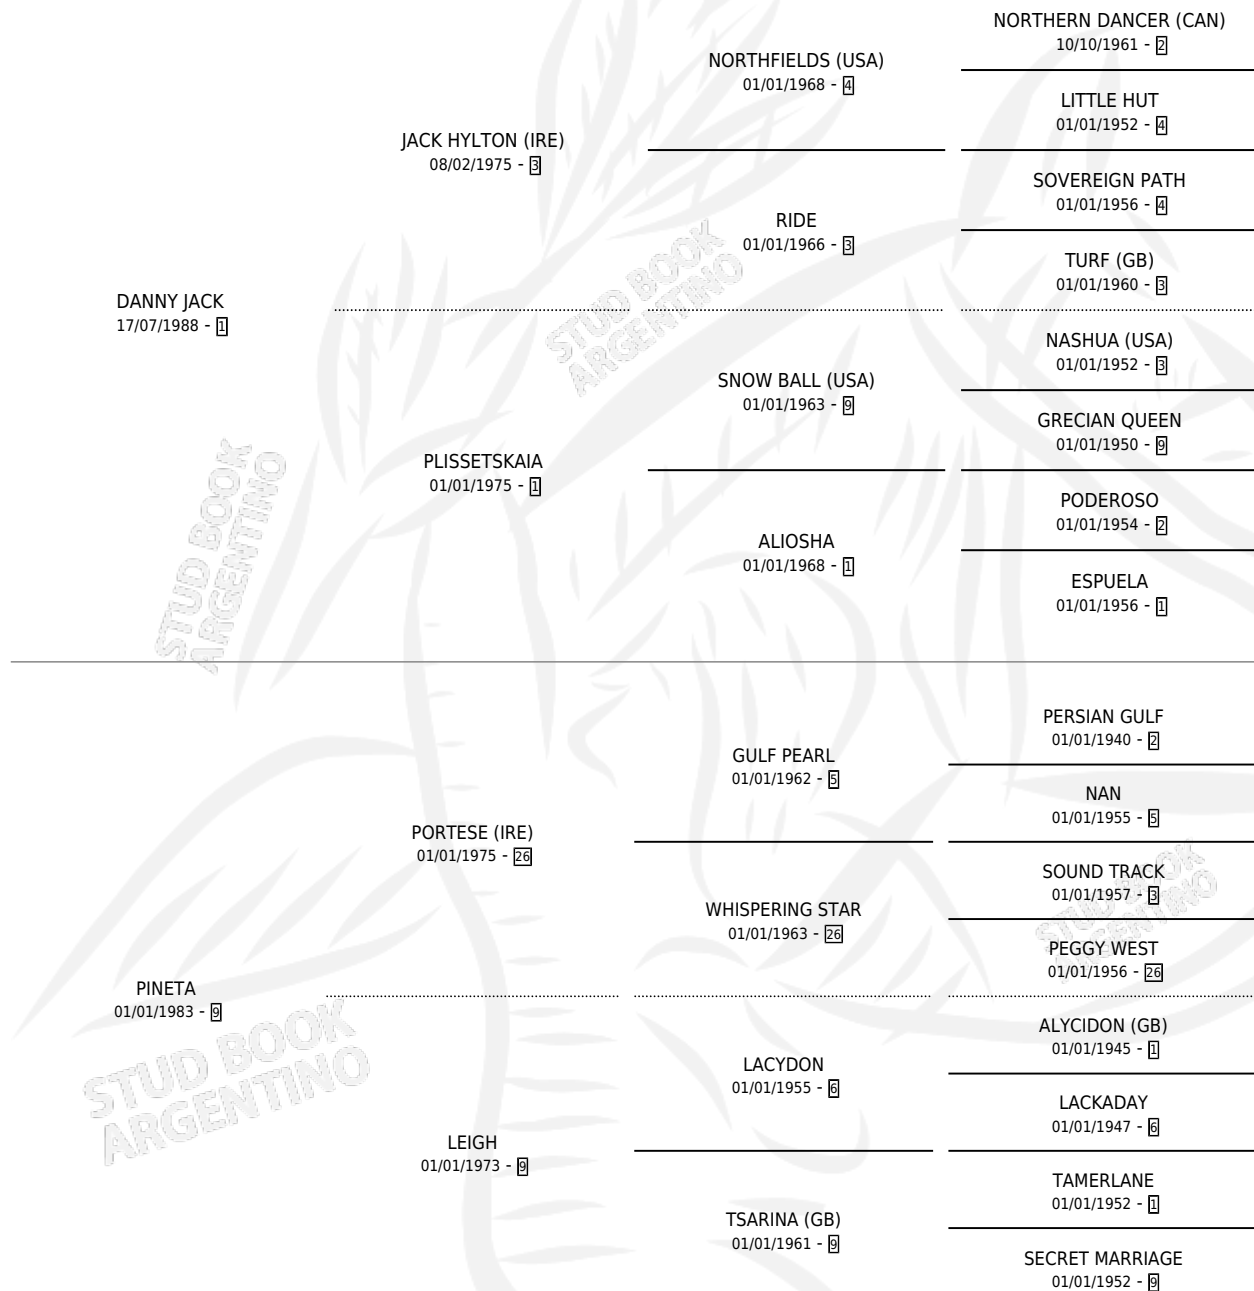 NORTHERN DANCER (CAN)
10/10/1961 - 2
NORTHFIELDS (USA)
01/01/1968 - 4
LITTLE HUT
01/01/1952 - 4
JACK HYLTON (IRE)
08/02/1975 - 3
SOVEREIGN PATH
01/01/1956 - 4
RIDE
01/01/1966 - 3
TURF (GB)
01/01/1960 - 3
DANNY JACK
17/07/1988 - 1
STUD BOOK
ARGENTINO
NASHUA (USA)
01/01/1952 - 3
SNOW BALL (USA)
01/01/1963 - 9
GRECIAN QUEEN
01/01/1950 - 9
PLISSETSKAIA
01/01/1975 - 1
PODEROSO
01/01/1954 - 2
ALIOSHA
01/01/1968 - 1
ESPUELA
01/01/1956 - 1
STUD BOOK
ARGENTINO
PERSIAN GULF
01/01/1940 - 2
GULF PEARL
01/01/1962 - 5
NAN
01/01/1955 - 5
PORTESE (IRE)
01/01/1975 - 26
SOUND TRACK
01/01/1957 - 3
WHISPERING STAR
01/01/1963 - 26
PEGGY WEST
01/01/1956 - 26
STUD BOOK
ARGENTINO
PINETA
01/01/1983 - 9
ALYCIDON (GB)
01/01/1945 - 1
LACYDON
01/01/1955 - 6
LACKADAY
01/01/1947 - 6
STUD BOOK
ARGENTINO
LEIGH
01/01/1973 - 9
TAMERLANE
01/01/1952 - 1
TSARINA (GB)
01/01/1961 - 9
SECRET MARRIAGE
01/01/1952 - 9